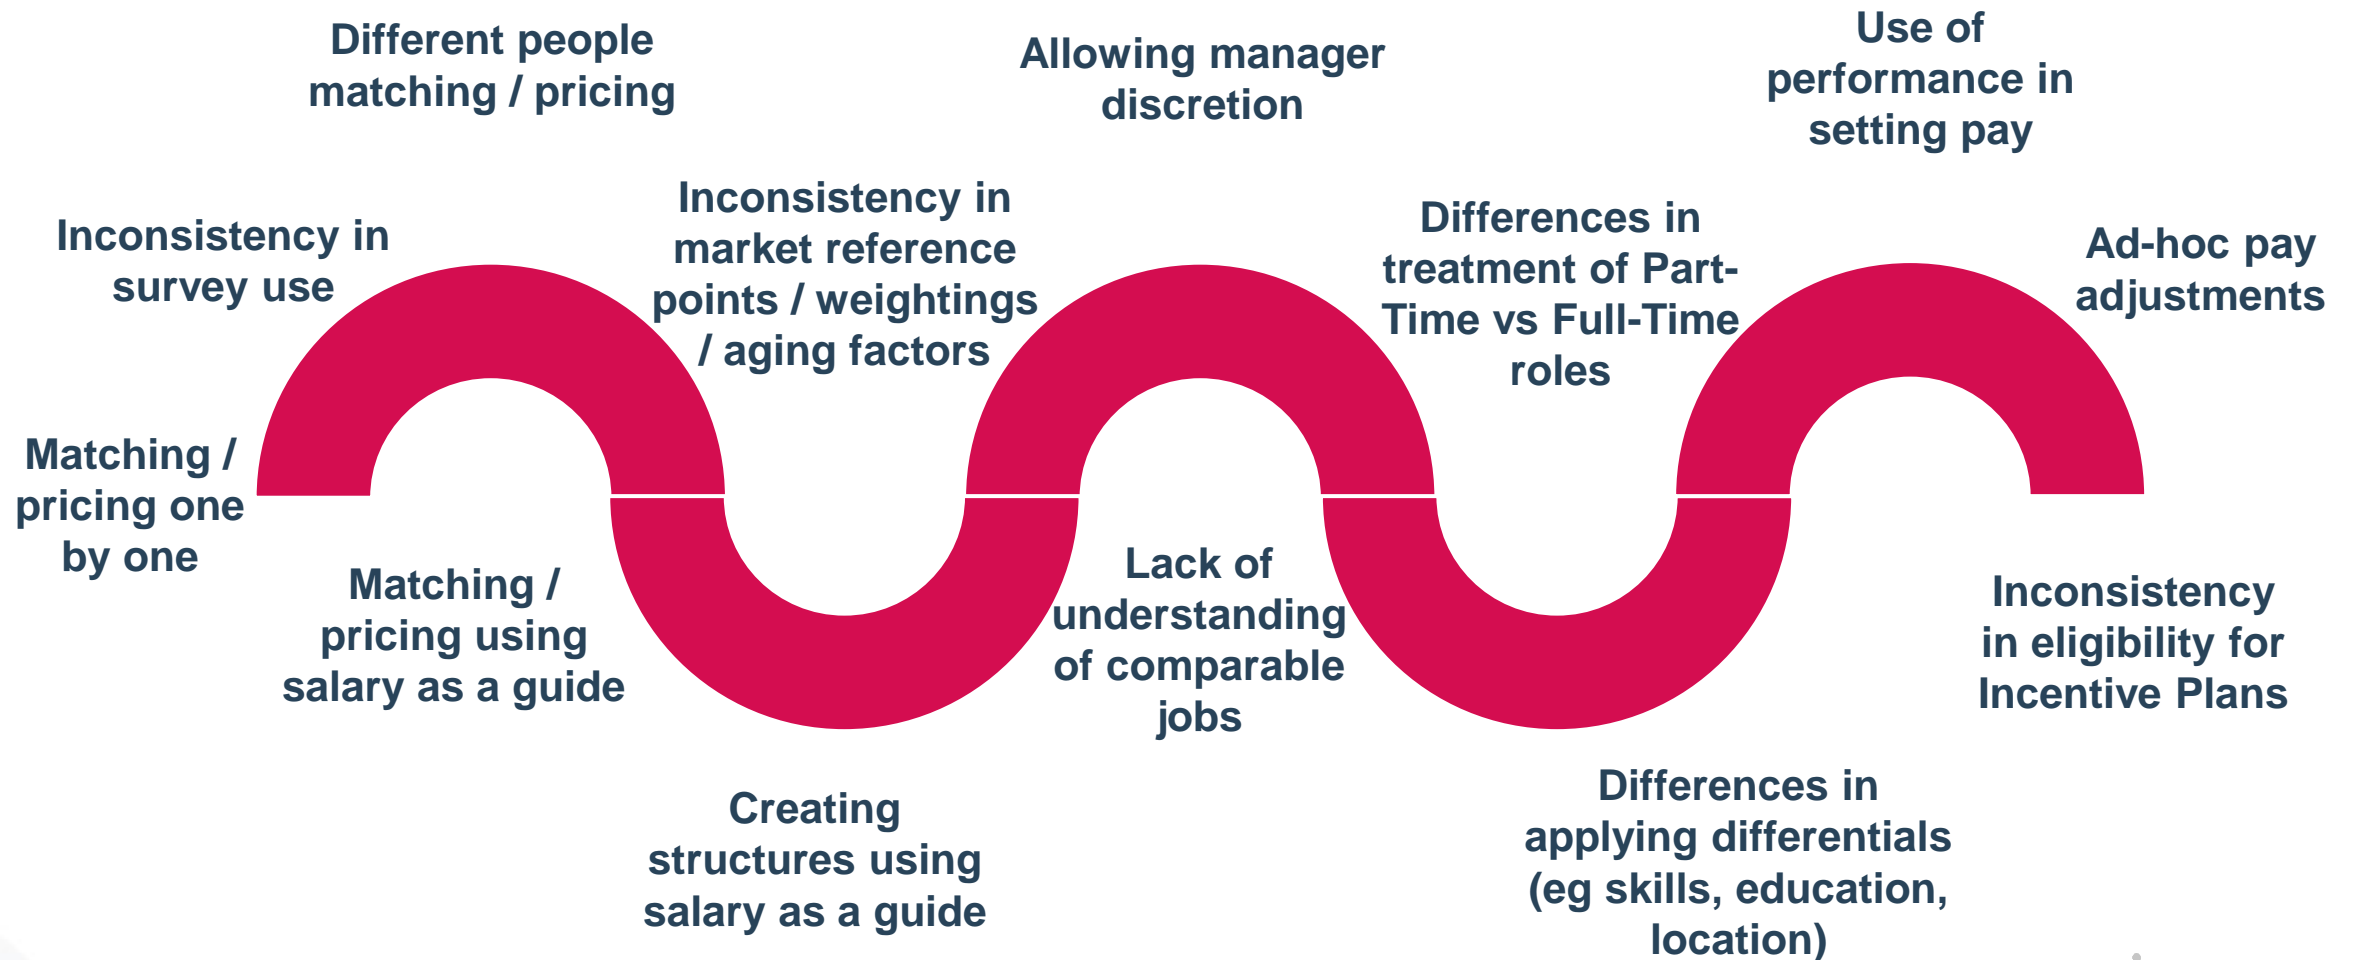 Different people
matching / pricing
Allowing manager
discretion
Use of
performance in
setting pay
Inconsistency in
survey use
Inconsistency in
market reference
points / weightings
/ aging factors
Differences in
treatment of Part-
Time vs Full-Time
roles
Ad-hoc pay
adjustments
Matching /
pricing one
by one
Matching /
pricing using
salary as a guide
Lack of
understanding
of comparable
jobs
Inconsistency
in eligibility for
Incentive Plans
Creating
structures using
salary as a guide
Differences in
applying differentials
(eg skills, education,
location)